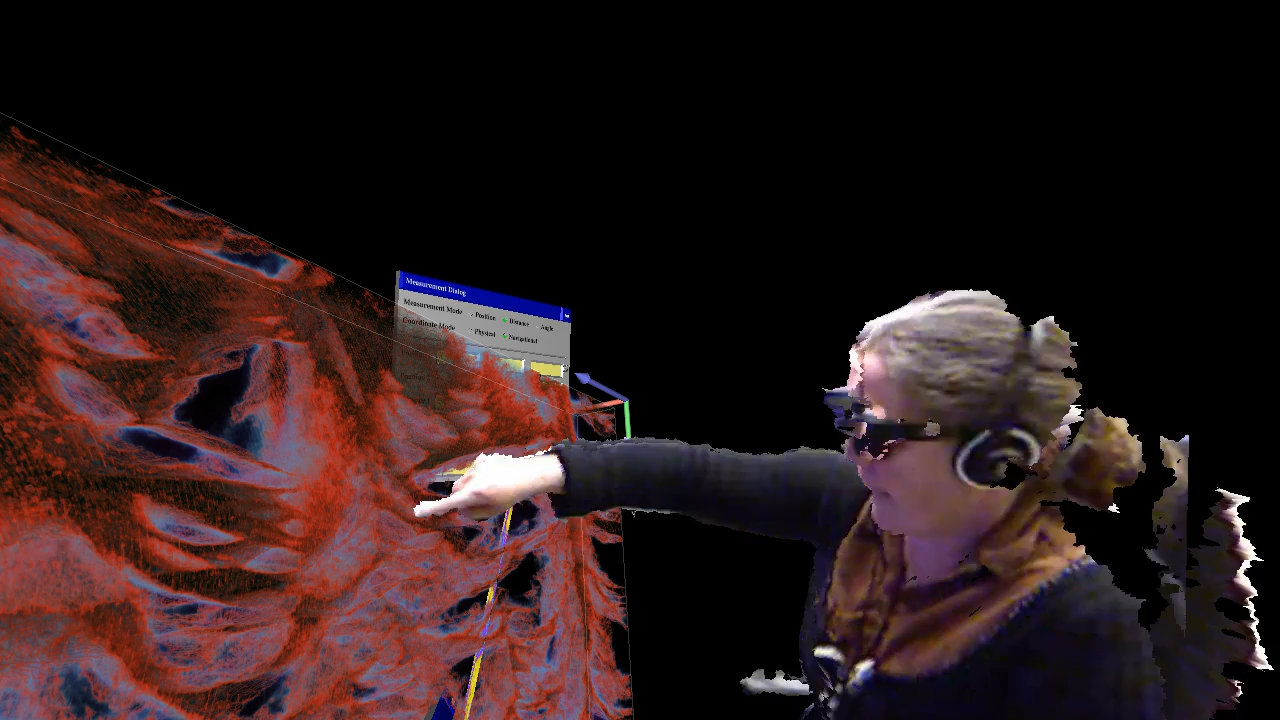 Measurement Dialog
Measurement Mode Position Distance Angle
Coordinate Mode Physical Navigational